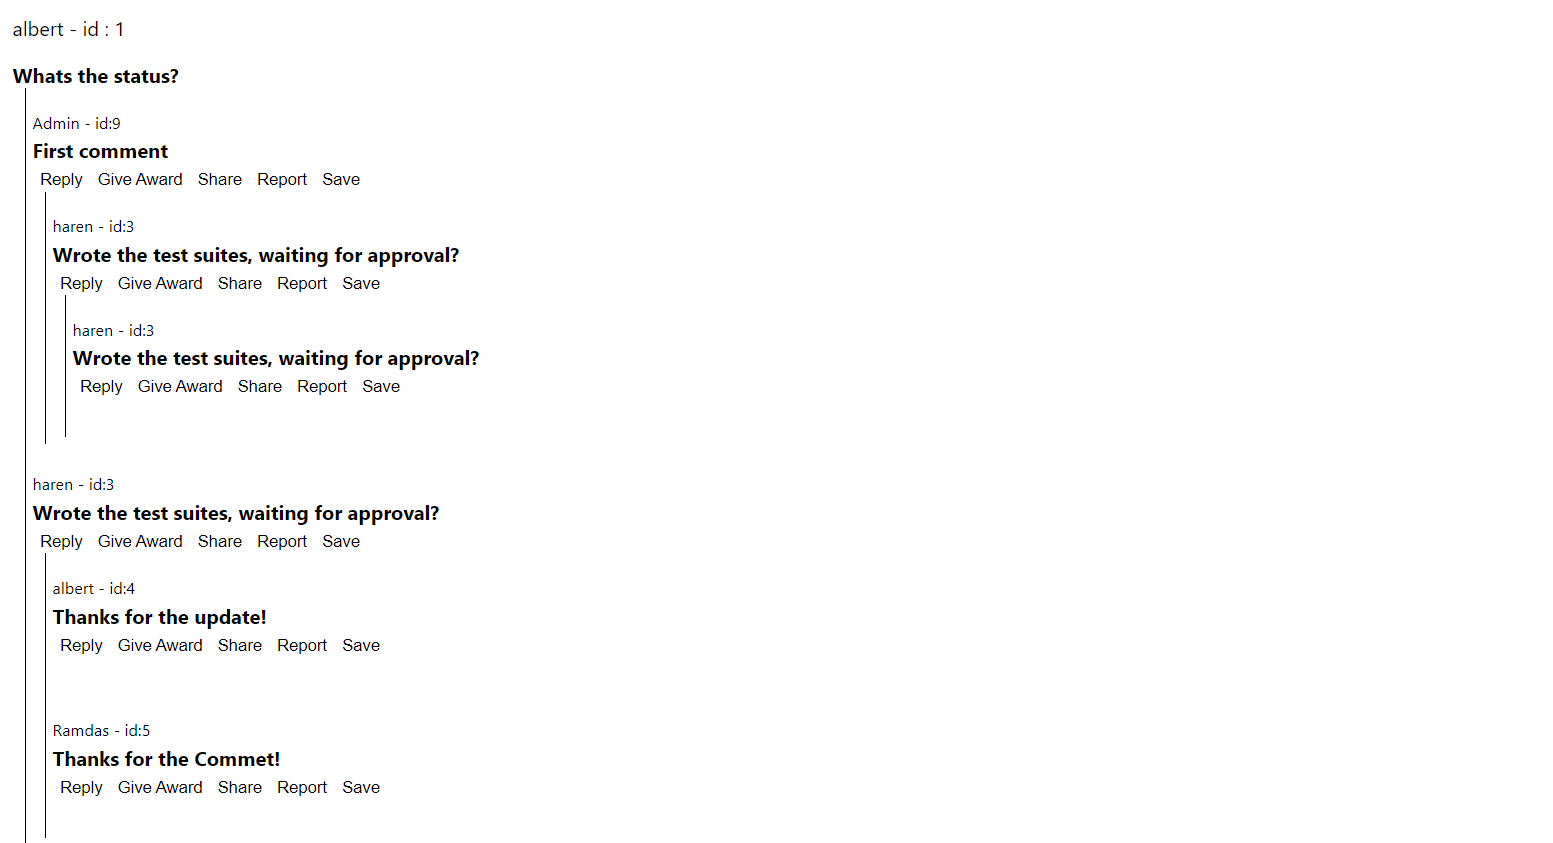 albert - id : 1
Whats the status?
Admin - id:9
First comment
Reply Give Award Share Report Save
haren - id:3
Wrote the test suites, waiting for approval?
Reply Give Award Share Report Save
haren - id:3
Wrote the test suites, waiting for approval?
Reply Give Award Share Report Save
haren - id:3
Wrote the test suites, waiting for approval?
Reply Give Award Share Report Save
albert - id:4
Thanks for the update!
Reply Give Award Share Report Save
Ramdas - id:5
Thanks for the Commet!
Reply Give Award Share Report Save